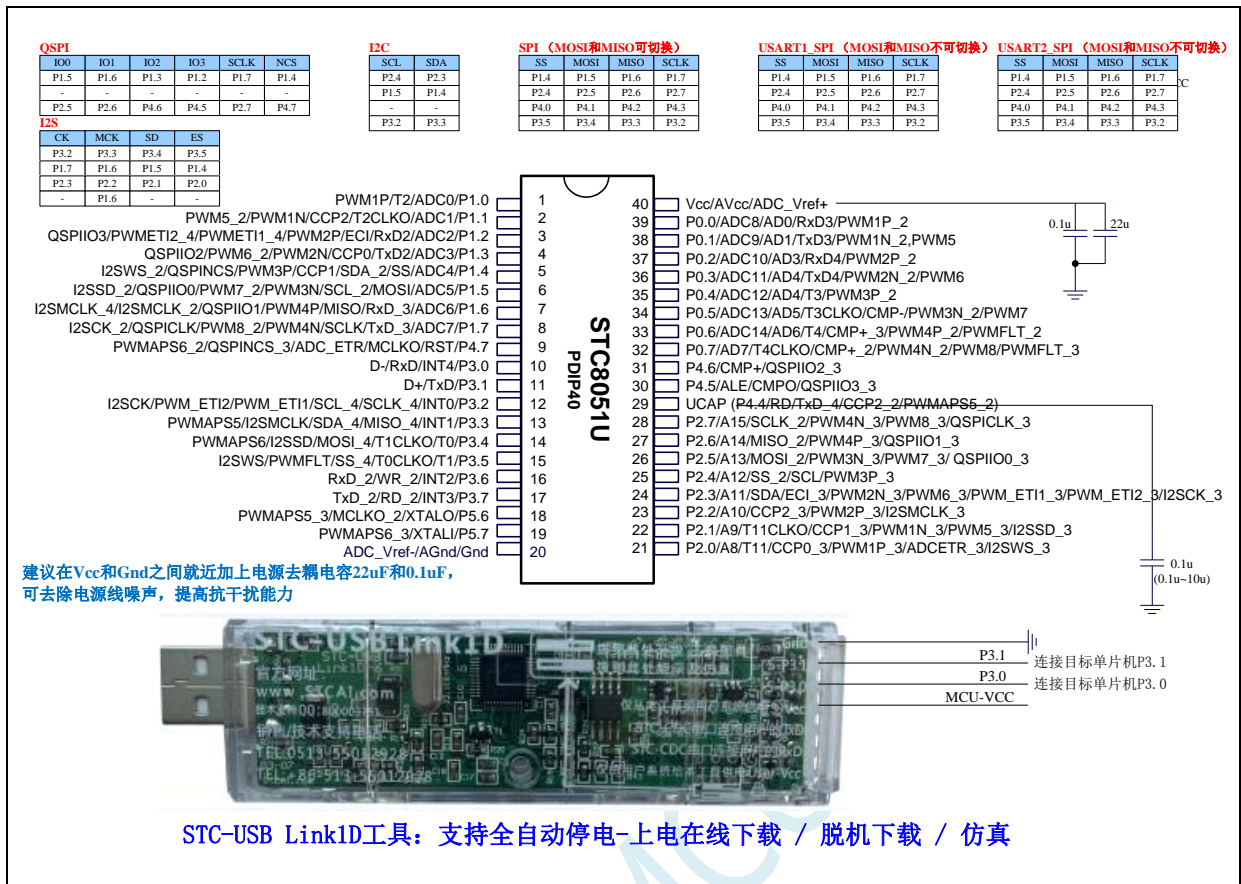 QSPI
IO0 IO1 IO2 IO3 SCLK NCS
P1.5 P1.6 P1.3 P1.2 P1.7 P1.4
- - - - - -
P2.5 P2.6 P4.6 P4.5 P2.7 P4.7
I2C
SCL SDA
P2.4 P2.3
P1.5 P1.4
- -
P3.2 P3.3
SPI （MOSI和MISO可切换）
SS MOSI MISO SCLK
P1.4 P1.5 P1.6 P1.7
P2.4 P2.5 P2.6 P2.7
P4.0 P4.1 P4.2 P4.3
P3.5 P3.4 P3.3 P3.2
USART1_SPI （MOSI和MISO不可切换）
SS MOSI MISO SCLK
P1.4 P1.5 P1.6 P1.7
P2.4 P2.5 P2.6 P2.7
P4.0 P4.1 P4.2 P4.3
P3.5 P3.4 P3.3 P3.2
USART2_SPI （MOSI和MISO不可切换）
SS MOSI MISO SCLK
P1.4 P1.5 P1.6 P1.7
P2.4 P2.5 P2.6 P2.7
P4.0 P4.1 P4.2 P4.3
P3.5 P3.4 P3.3 P3.2
I2S
CK MCK SD ES
P3.2 P3.3 P3.4 P3.5
P1.7 P1.6 P1.5 P1.4
P2.3 P2.2 P2.1 P2.0
- P1.6 - -
PWM1P/T2/ADC0/P1.0 1
PWM5_2/PWM1N/CCP2/T2CLKO/ADC1/P1.1 2
QSPIIO3/PWMETI2_4/PWMETI1_4/PWM2P/ECI/RxD2/ADC2/P1.2 3
QSPIIO2/PWM6_2/PWM2N/CCP0/TxD2/ADC3/P1.3 4
I2SWS_2/QSPINCS/PWM3P/CCP1/SDA_2/SS/ADC4/P1.4 5
I2SSD_2/QSPIIO0/PWM7_2/PWM3N/SCL_2/MOSI/ADC5/P1.5 6
I2SMCLK_4/I2SMCLK_2/QSPIIO1/PWM4P/MISO/RxD_3/ADC6/P1.6 7
I2SCK_2/QSPICLK/PWM8_2/PWM4N/SCLK/TxD_3/ADC7/P1.7 8
PWMAPS6_2/QSPINCS_3/ADC_ETR/MCLKO/RST/P4.7 9
D-/RxD/INT4/P3.0 10
D+/TxD/P3.1 11
I2SCK/PWM_ETI2/PWM_ETI1/SCL_4/SCLK_4/INT0/P3.2 12
PWMAPS5/I2SMCLK/SDA_4/MISO_4/INT1/P3.3 13
PWMAPS6/I2SSD/MOSI_4/T1CLKO/T0/P3.4 14
I2SWS/PWMFLT/SS_4/T0CLKO/T1/P3.5 15
RxD_2/WR_2/INT2/P3.6 16
TxD_2/RD_2/INT3/P3.7 17
PWMAPS5_3/MCLKO_2/XTALO/P5.6 18
PWMAPS6_3/XTALI/P5.7 19
ADC_Vref-/AGnd/Gnd 20
STC8051U
PDIP40
40 Vcc/AVcc/ADC_Vref+
39 P0.0/ADC8/AD0/RxD3/PWM1P_2
38 P0.1/ADC9/AD1/TxD3/PWM1N_2,PWM5
37 P0.2/ADC10/AD3/RxD4/PWM2P_2
36 P0.3/ADC11/AD4/TxD4/PWM2N_2/PWM6
35 P0.4/ADC12/AD4/T3/PWM3P_2
34 P0.5/ADC13/AD5/T3CLKO/CMP-/PWM3N_2/PWM7
33 P0.6/ADC14/AD6/T4/CMP+_3/PWM4P_2/PWMFLT_2
32 P0.7/AD7/T4CLKO/CMP+_2/PWM4N_2/PWM8/PWMFLT_3
31 P4.6/CMP+/QSPIIO2_3
30 P4.5/ALE/CMPO/QSPIIO3_3
29 UCAP (P4.4/RD/TxD_4/CCP2_2/PWMAPS5_2)
28 P2.7/A15/SCLK_2/PWM4N_3/PWM8_3/QSPICLK_3
27 P2.6/A14/MISO_2/PWM4P_3/QSPIIO1_3
26 P2.5/A13/MOSI_2/PWM3N_3/PWM7_3/ QSPIIO0_3
25 P2.4/A12/SS_2/SCL/PWM3P_3
24 P2.3/A11/SDA/ECI_3/PWM2N_3/PWM6_3/PWM_ETI1_3/PWM_ETI2_3/I2SCK_3
23 P2.2/A10/CCP2_3/PWM2P_3/I2SMCLK_3
22 P2.1/A9/T11CLKO/CCP1_3/PWM1N_3/PWM5_3/I2SSD_3
21 P2.0/A8/T11/CCP0_3/PWM1P_3/ADCETR_3/I2SWS_3
0.1u 22u
0.1u
(0.1u~10u)
建议在Vcc和Gnd之间就近加上电源去耦电容22uF和0.1uF，
可去除电源线噪声，提高抗干扰能力
STC-USB Link1D
官方网址:
www.STCAI.com
Gnd
P3.1 连接目标单片机P3.1
P3.0 连接目标单片机P3.0
MCU-VCC
TEL:0513-55012928
STC-USB Link1D工具：支持全自动停电-上电在线下载 / 脱机下载 / 仿真